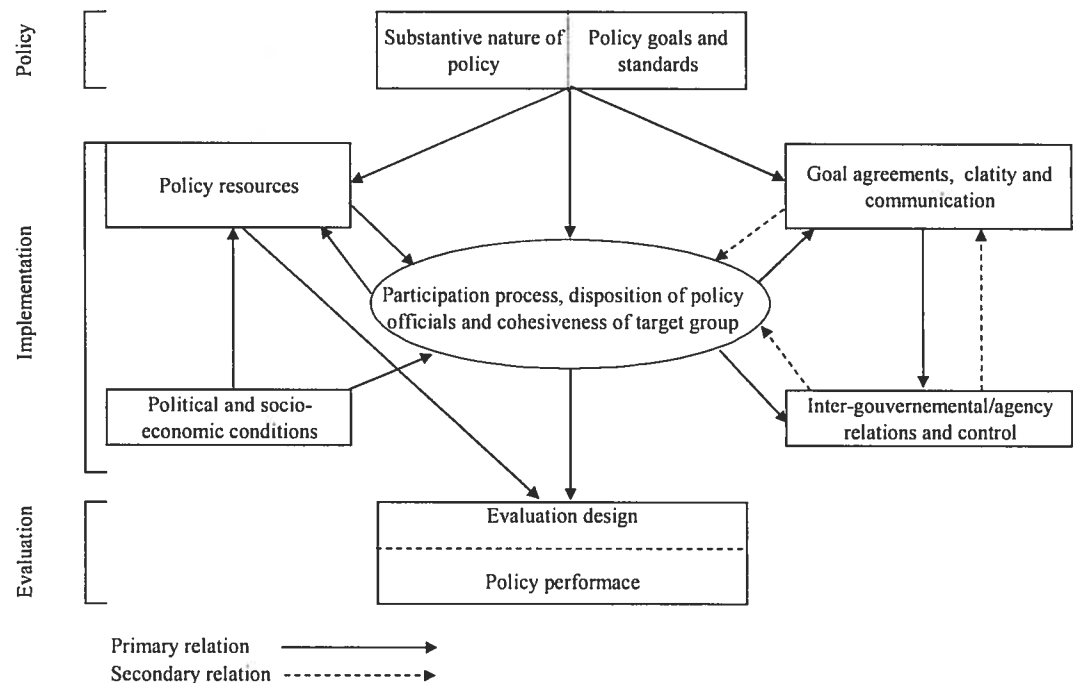 Policy
Substantive nature of
policy
Policy goals and
standards
Implementation
Policy resources
Goal agreements, clatity and
communication
Participation process, disposition of policy
officials and cohesiveness of target group
Political and socio-
economic conditions
Inter-gouvernemental/agency
relations and control
Evaluation
Evaluation design
Policy performace
Primary relation
Secondary relation